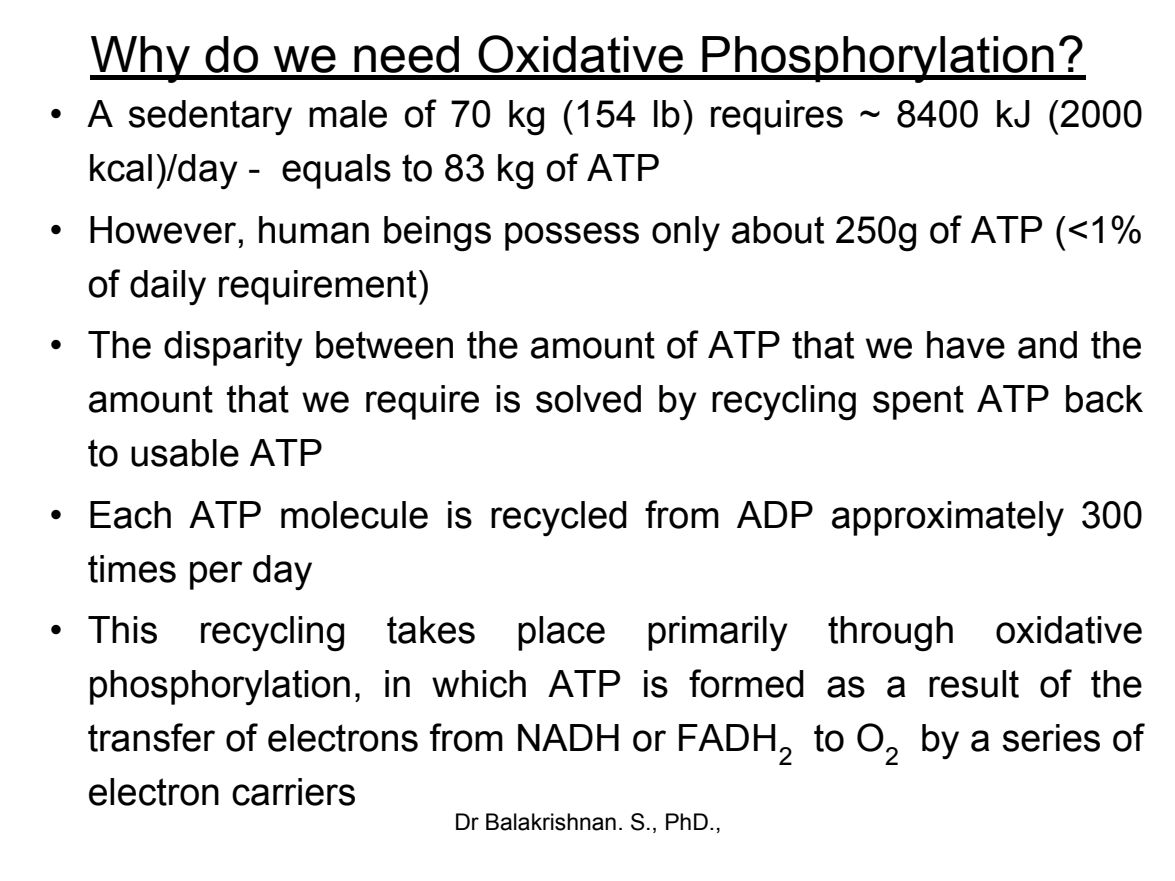 Why do we need Oxidative Phosphorylation?
• A sedentary male of 70 kg (154 lb) requires ~ 8400 kJ (2000
kcal)/day -  equals to 83 kg of ATP
• However, human beings possess only about 250g of ATP (<1%
of daily requirement)
• The disparity between the amount of ATP that we have and the
amount that we require is solved by recycling spent ATP back
to usable ATP
• Each ATP molecule is recycled from ADP approximately 300
times per day
• This recycling takes place primarily through oxidative
phosphorylation, in which ATP is formed as a result of the
transfer of electrons from NADH or FADH₂ to O₂ by a series of
electron carriers
Dr Balakrishnan. S., PhD.,